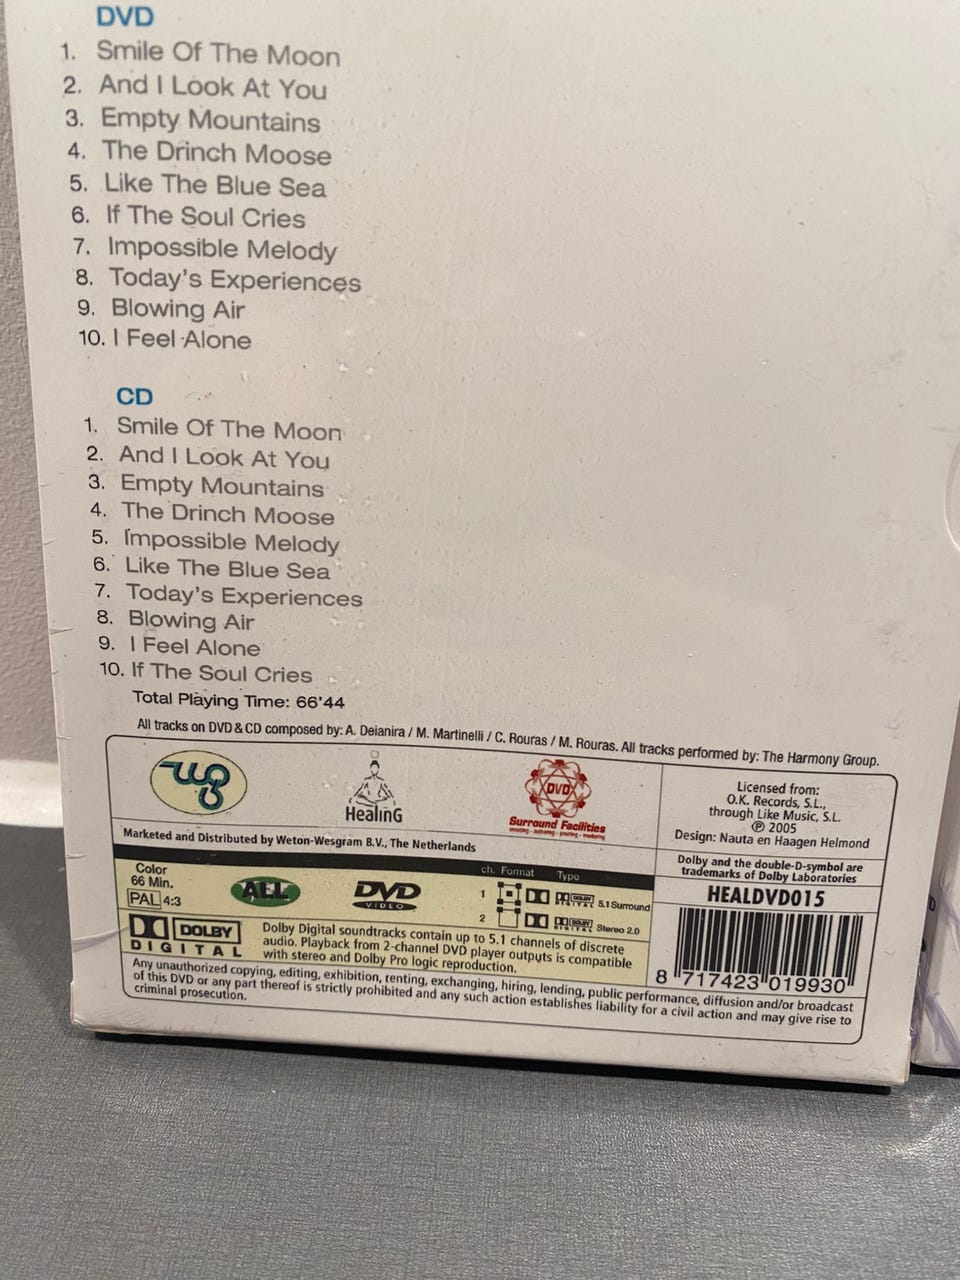 DVD
1. Smile Of The Moon
2. And I Look At You
3. Empty Mountains
4. The Drinch Moose
5. Like The Blue Sea
6. If The Soul Cries
7. Impossible Melody
8. Today's Experiences
9. Blowing Air
10. I Feel Alone
CD
1. Smile Of The Moon
2. And I Look At You
3. Empty Mountains
4. The Drinch Moose
5. Impossible Melody
6. Like The Blue Sea
7. Today's Experiences
8. Blowing Air
9. I Feel Alone
10. If The Soul Cries
Total Playing Time: 66'44
All tracks on DVD & CD composed by: A. Deianira / M. Martinelli / C. Rouras / M. Rouras. All tracks performed by: The Harmony Group.
HealinG
DVD
Surround Facilities
encoding - authoring - proofing - mastering
Marketed and Distributed by Weton-Wesgram B.V., The Netherlands
Licensed from:
O.K. Records, S.L.,
through Like Music, S.L.
℗ 2005
Design: Nauta en Haagen Helmond
Dolby and the double-D-symbol are
trademarks of Dolby Laboratories
HEALDVD015
8 717423 019930
Color
66 Min.
PAL 4:3
ALL
DVD
VIDEO
ch. Format Type
1 DOLBY DIGITAL 5.1 Surround
2 DOLBY DIGITAL Stereo 2.0
DOLBY
DIGITAL
Dolby Digital soundtracks contain up to 5.1 channels of discrete
audio. Playback from 2-channel DVD player outputs is compatible
with stereo and Dolby Pro logic reproduction.
Any unauthorized copying, editing, exhibition, renting, exchanging, hiring, lending, public performance, diffusion and/or broadcast
of this DVD or any part thereof is strictly prohibited and any such action establishes liability for a civil action and may give rise to
criminal prosecution.